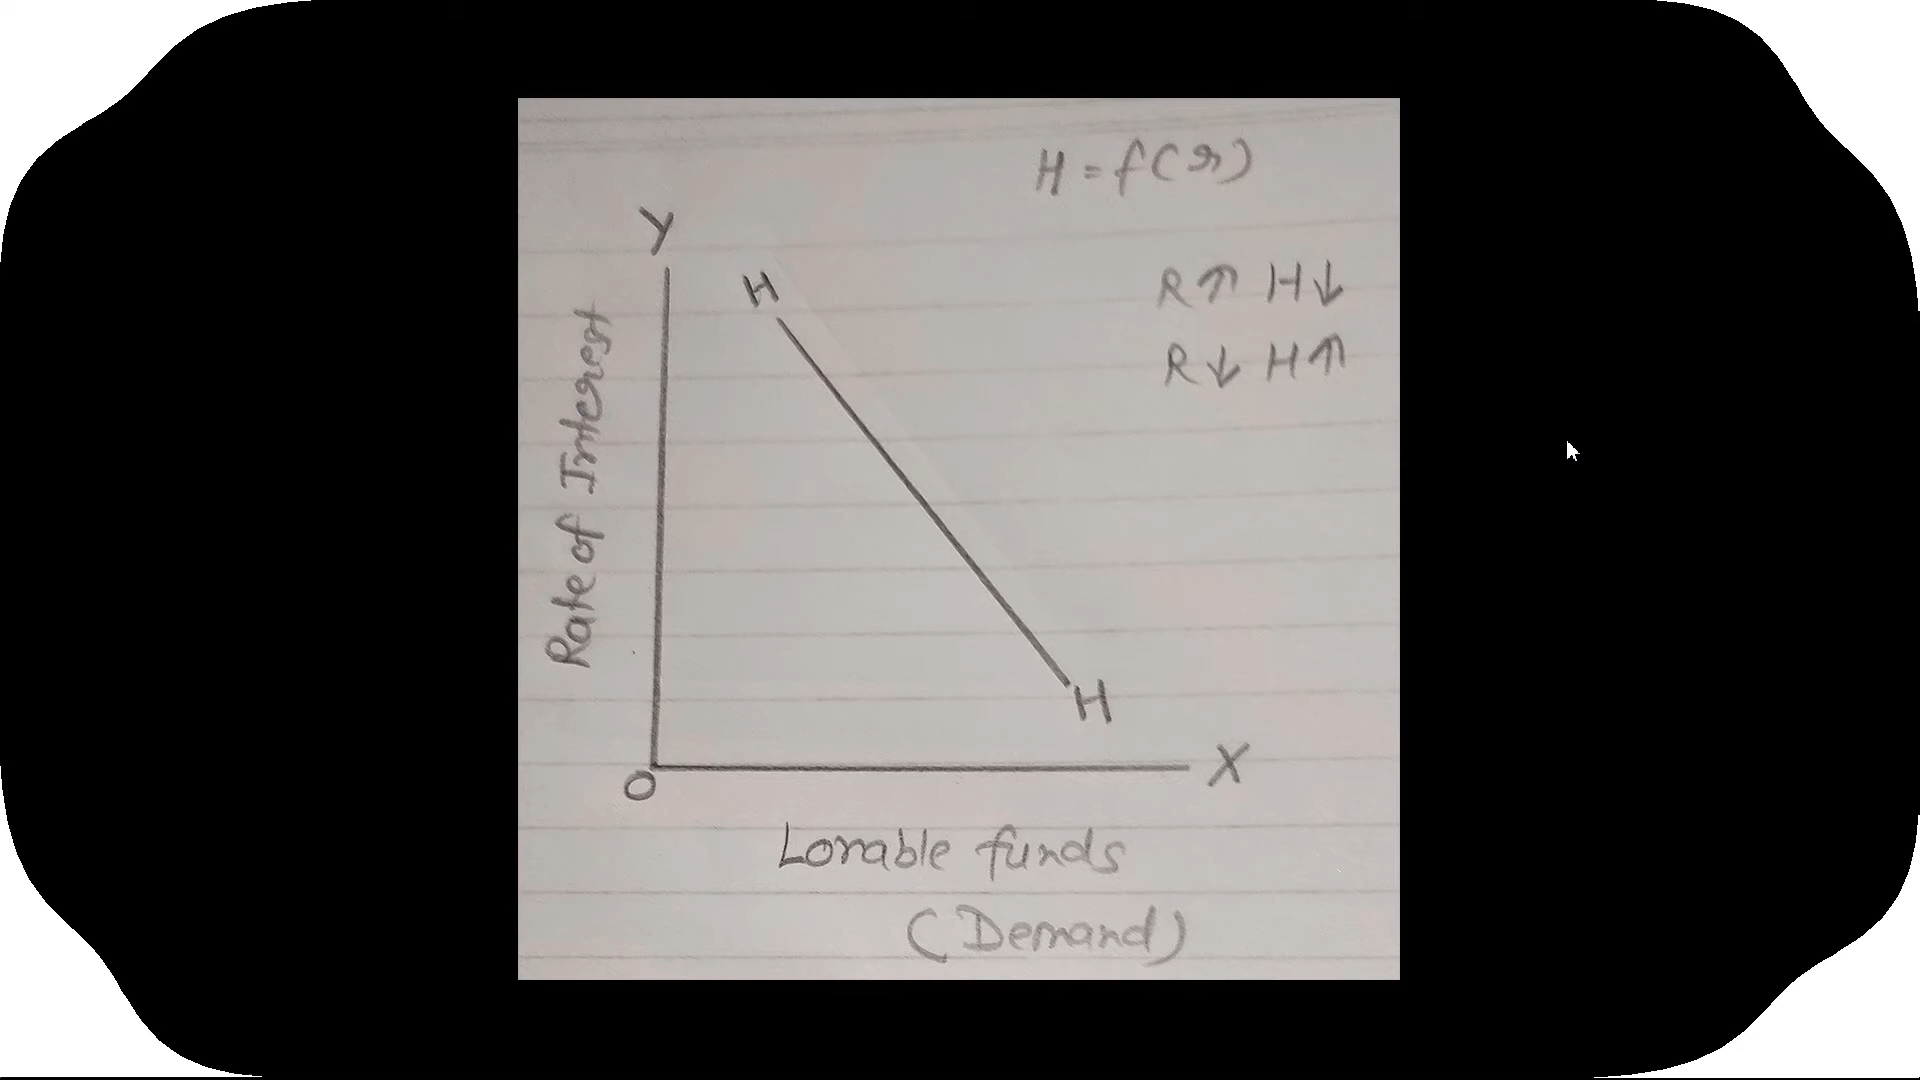 H = f(r)
Y
H
R↑ H↓
R↓ H↑
Rate of Interest
H
O
X
Lonable funds
(Demand)